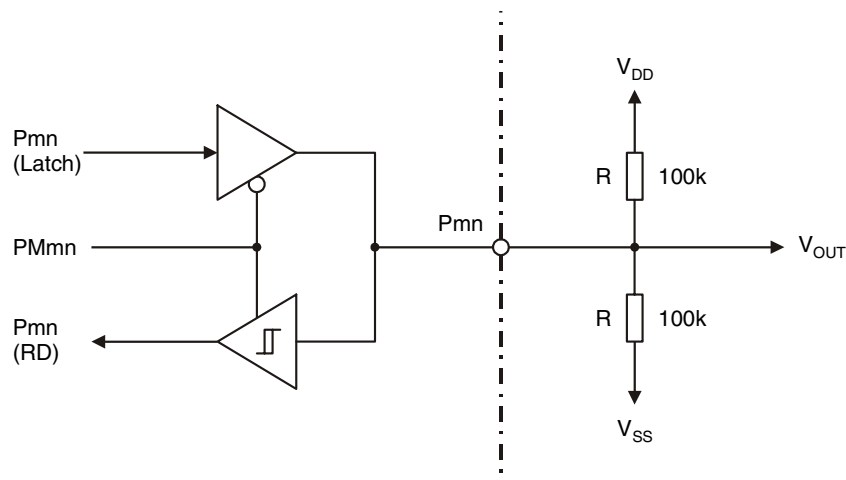 V_DD
Pmn
(Latch)
R 100k
Pmn
PMmn
V_OUT
R 100k
Pmn
(RD)
V_SS